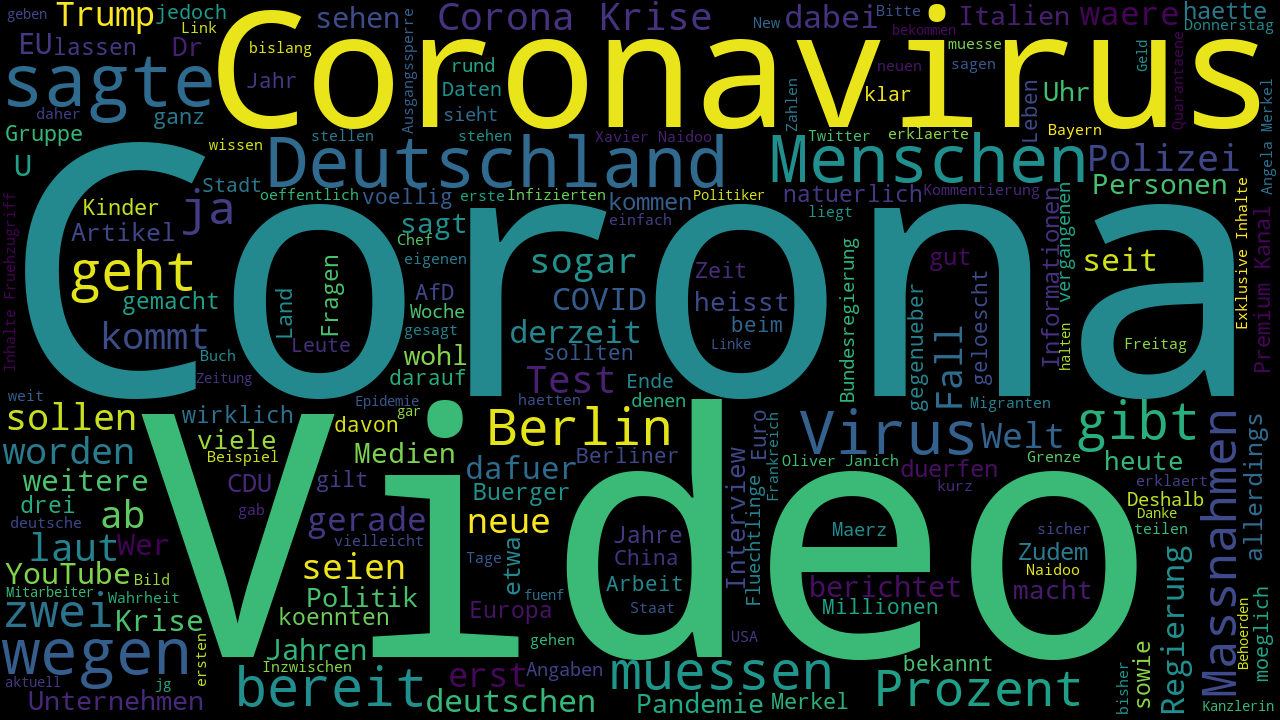 geben
Trump
jedoch
Link
sehen
Corona Krise
New
dabei
Bitte
bekommen
Italien
waere
haette
Donnerstag
EU
lassen
Dr
bislang
Coronavirus
muesse
sagen
Geld
sagte
Jahr
Ausgangssperre
rund
Daten
sieht
neuen
klar
Zahlen
Uhr
Quarantaene
daher
ganz
Gruppe
wissen
stellen
stehen
Xavier Naidoo
Twitter
erklaerte
Leben
Bayern
U
Deutschland
Menschen
Polizei
Angela Merkel
Stadt
oeffentlich
voellig
erste
Infizierten
kommen
Politiker
natuerlich
Kommentierung
Personen
Kinder
ja
sagt
einfach
liegt
Artikel
Corona
Chef
eigenen
geht
gemacht
Land
Fragen
Leute
AfD
Woche
gesagt
sogar
COVID
derzeit
sollten
Zeit
heisst
beim
Linke
Bundesregierung
gut
gegenueber
Fall
geloescht
Informationen
vergangenen
halten
seit
Freitag
Exklusive Inhalte
Premium Kanal
Inhalte Fruehzugriff
kommt
Buch
Zeitung
wohl
darauf
Test
Ende
haetten
denen
Migranten
weit
Epidemie
gar
sollen
wirklich
viele
Beispiel
davon
Medien
Berlin
Berliner
Euro
Frankreich
Virus
Welt
gibt
Grenze
heute
worden
weitere
drei
deutsche
CDU
gab
gilt
dafuer
Buerger
Interview
Fluechtlinge
Oliver Janich
duerfen
kurz
erklaert
Deshalb
Danke
teilen
Massnahmen
allerdings
ab
gerade
vielleicht
neue
Video
Jahre
China
Arbeit
Staat
Maerz
sicher
Zudem
Naidoo
macht
laut
Wer
YouTube
Bild
Mitarbeiter
Wahrheit
seien
Politik
koennten
Tage
etwa
fuenf
Europa
berichtet
Millionen
USA
zwei
Krise
wegen
ersten
Jahren
Inzwischen
gehen
Angaben
bekannt
Regierung
sowie
bisher
Behoerden
moeglich
aktuell
jg
Unternehmen
bereit
erst
deutschen
muessen
Pandemie
Merkel
Prozent
Kanzlerin